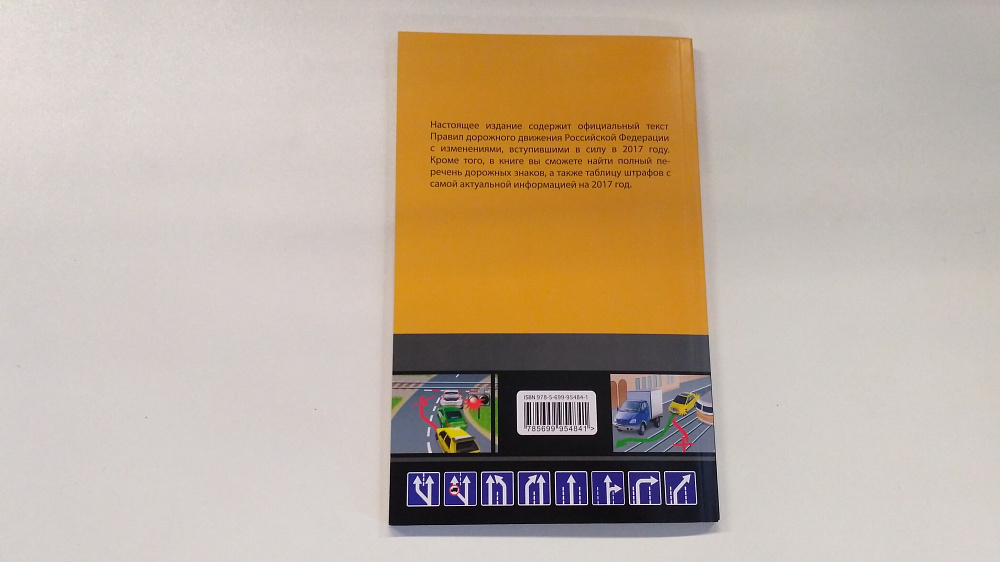 Настоящее издание содержит официальный текст
Правил дорожного движения Российской Федерации
с изменениями, вступившими в силу в 2017 году.
Кроме того, в книге вы сможете найти полный пе-
речень дорожных знаков, а также таблицу штрафов с
самой актуальной информацией на 2017 год.
ISBN 978-5-699-95484-1
785699 954841 >